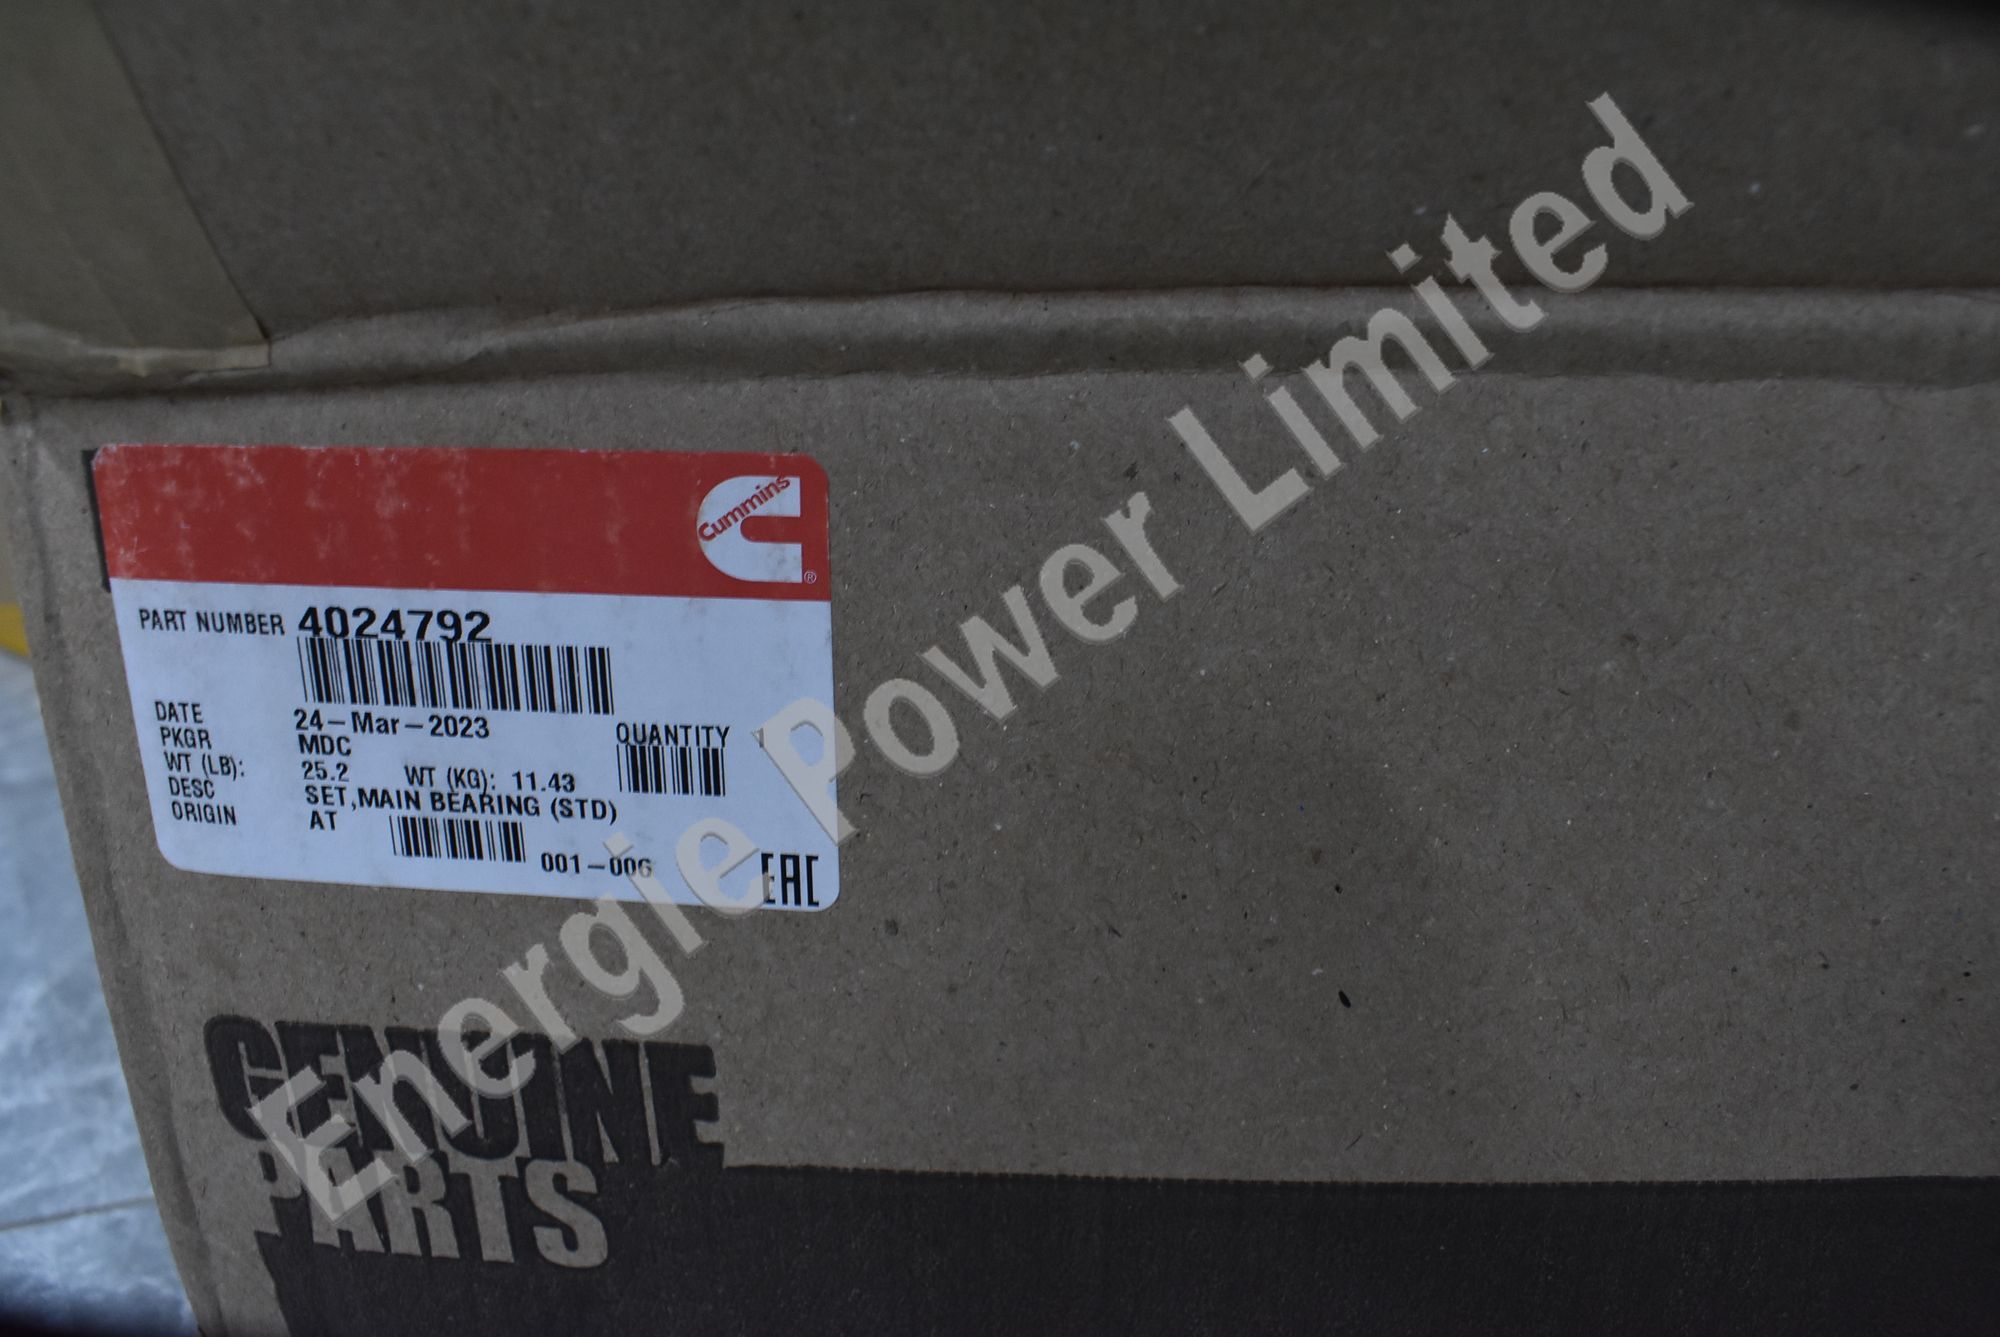 Cummins
®
PART NUMBER 4024792
DATE 24-Mar-2023 QUANTITY
PKGR MDC
WT (LB): 25.2 WT (KG): 11.43
DESC SET,MAIN BEARING (STD)
ORIGIN AT
001-006
EAC
GENUINE
PARTS
Energie Power Limited